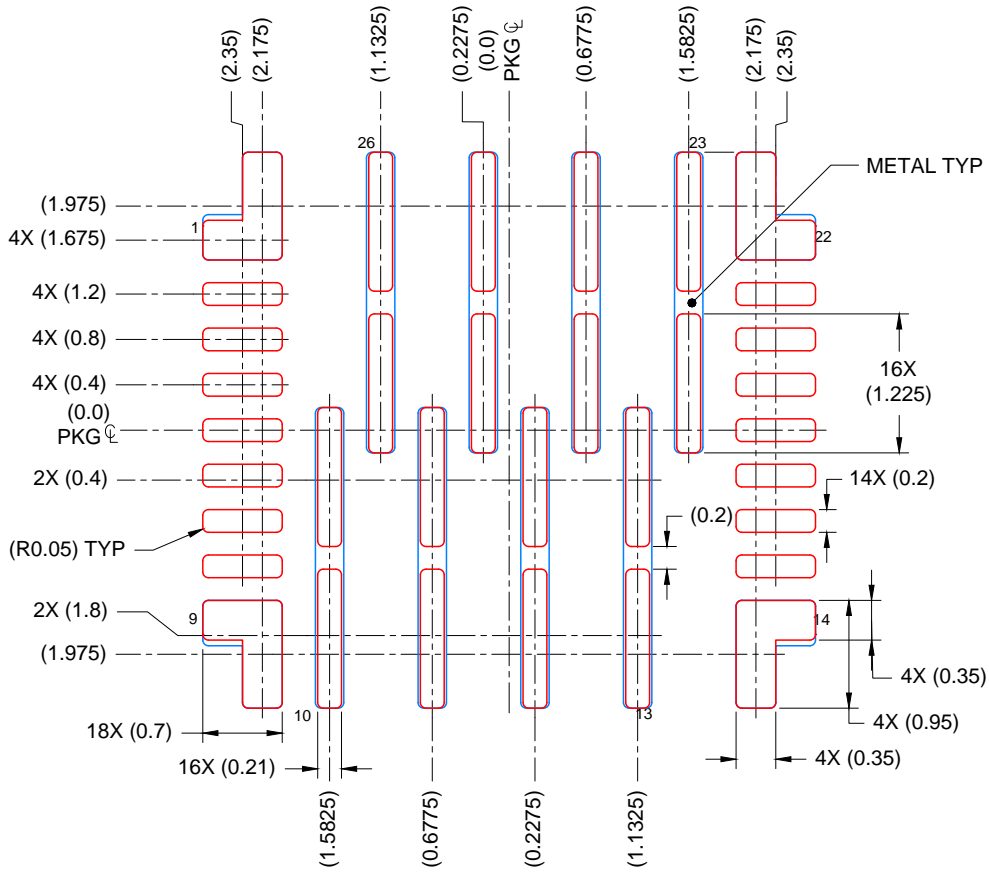 (2.35)
(2.175)
(1.1325)
(0.2275)
(0.0)
PKG ℄
(0.6775)
(1.5825)
(2.175)
(2.35)
26
23
METAL TYP
(1.975)
1
22
4X (1.675)
4X (1.2)
4X (0.8)
16X
(1.225)
4X (0.4)
(0.0)
PKG ℄
2X (0.4)
14X (0.2)
(0.2)
(R0.05) TYP
2X (1.8)
9
14
(1.975)
4X (0.35)
10
13
4X (0.95)
18X (0.7)
4X (0.35)
16X (0.21)
(1.5825)
(0.6775)
(0.2275)
(1.1325)